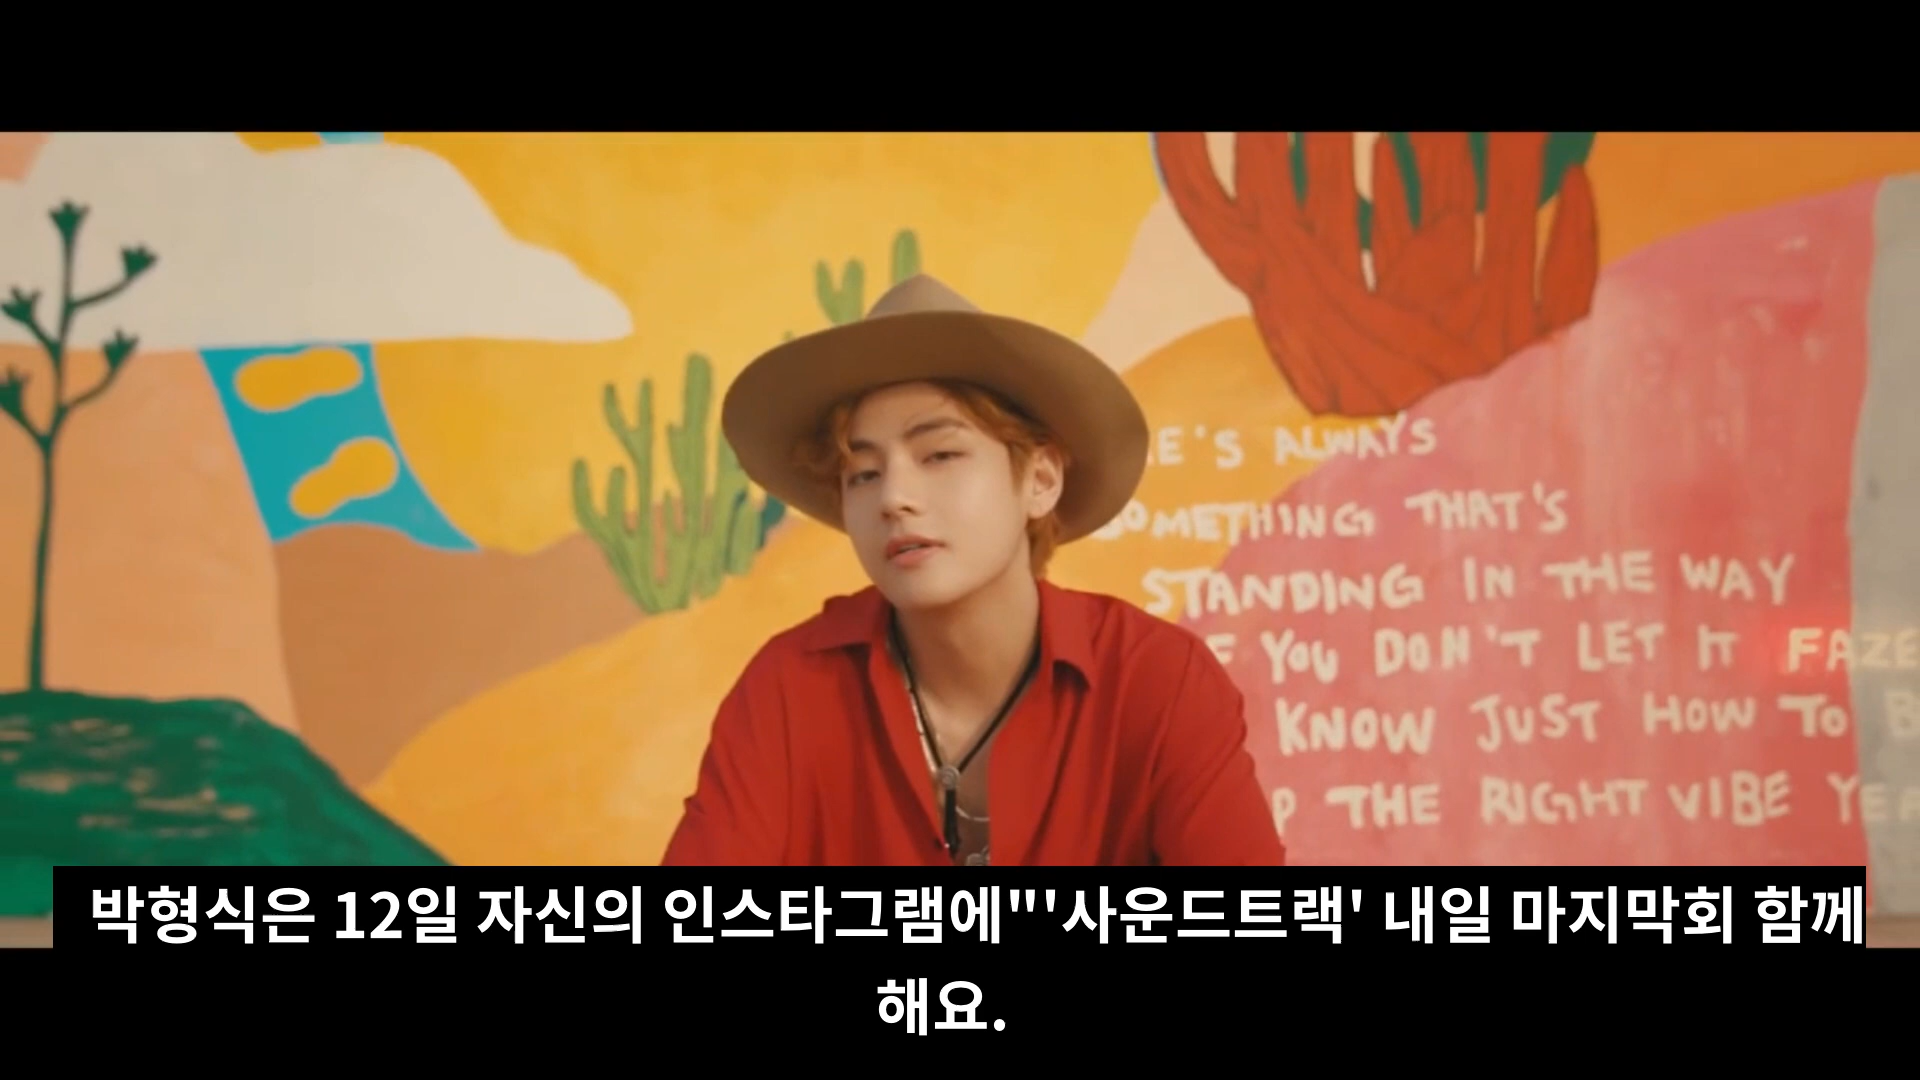 E'S ALWAYS
SOMETHING THAT'S
STANDING IN THE WAY
YOU DON'T LET IT FAZE
KNOW JUST HOW TO B
P THE RIGHT VIBE YEA
박형식은 12일 자신의 인스타그램에"'사운드트랙' 내일 마지막회 함께
해요.